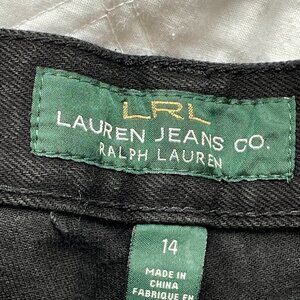 LRL
LAUREN JEANS CO.
RALPH LAUREN
14
MADE IN
CHINA
FABRIQUE EN